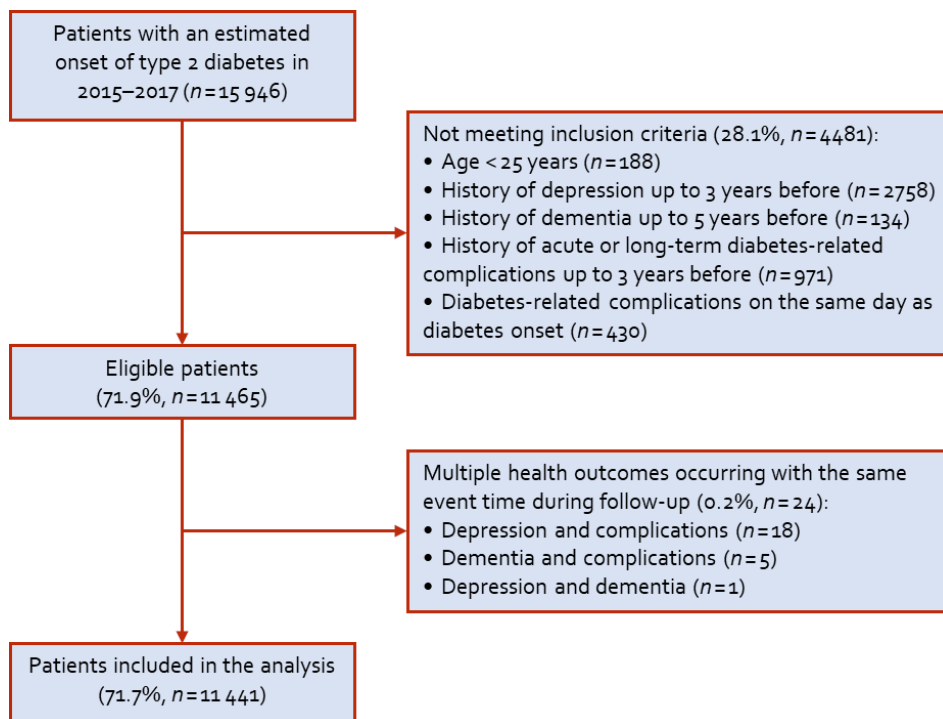 Patients with an estimated
onset of type 2 diabetes in
2015–2017 (n = 15 946)
Not meeting inclusion criteria (28.1%, n = 4481):
• Age < 25 years (n = 188)
• History of depression up to 3 years before (n = 2758)
• History of dementia up to 5 years before (n = 134)
• History of acute or long-term diabetes-related
complications up to 3 years before (n = 971)
• Diabetes-related complications on the same day as
diabetes onset (n = 430)
Eligible patients
(71.9%, n = 11 465)
Multiple health outcomes occurring with the same
event time during follow-up (0.2%, n = 24):
• Depression and complications (n = 18)
• Dementia and complications (n = 5)
• Depression and dementia (n = 1)
Patients included in the analysis
(71.7%, n = 11 441)